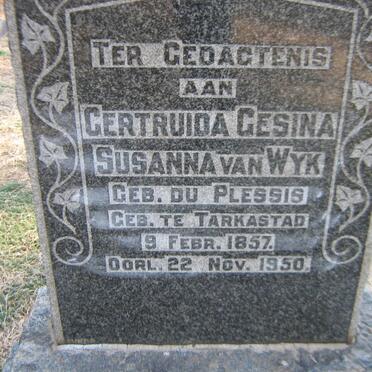 TER GEDAGTENIS
AAN
GERTRUIDA GESINA
SUSANNA VAN WYK
GEB. DU PLESSIS
GEB. TE TARKASTAD
9 FEBR. 1857.
OORL. 22 NOV. 1950.